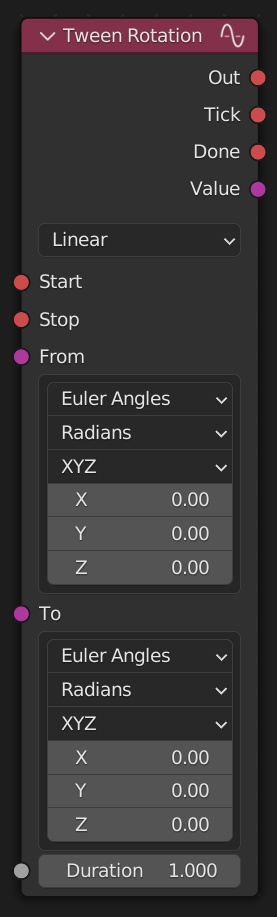 Tween Rotation
Out
Tick
Done
Value
Linear
Start
Stop
From
Euler Angles
Radians
XYZ
X 0.00
Y 0.00
Z 0.00
To
Euler Angles
Radians
XYZ
X 0.00
Y 0.00
Z 0.00
Duration 1.000